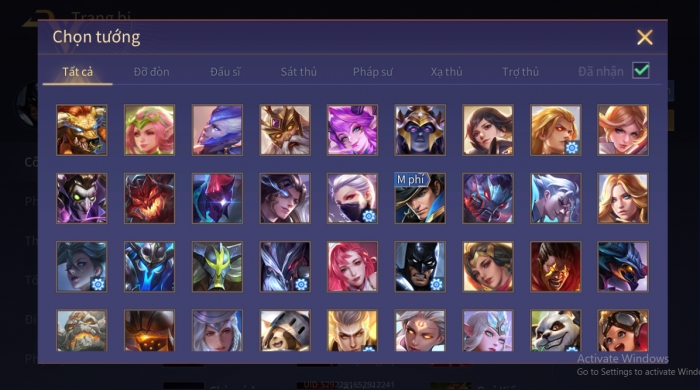 Trang bị
Chọn tướng
Tất cả
Đỡ đòn
Đấu sĩ
Sát thủ
Pháp sư
Xạ thủ
Trợ thủ
Đã nhận
M phí
Activate Windows
Go to Settings to activate Wind